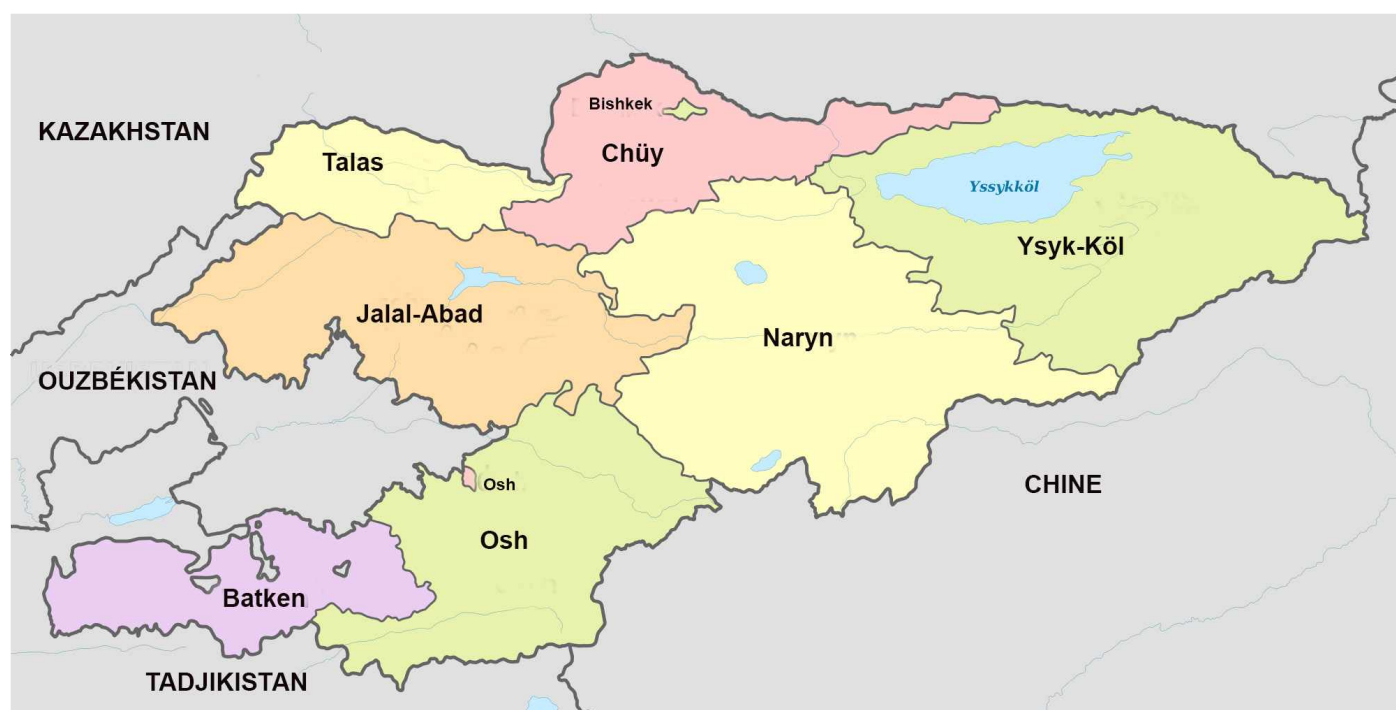 Bishkek
KAZAKHSTAN
Chüy
Talas
Yssykköl
Ysyk-Köl
Jalal-Abad
Naryn
OUZBÉKISTAN
CHINE
Osh
Osh
Batken
TADJIKISTAN